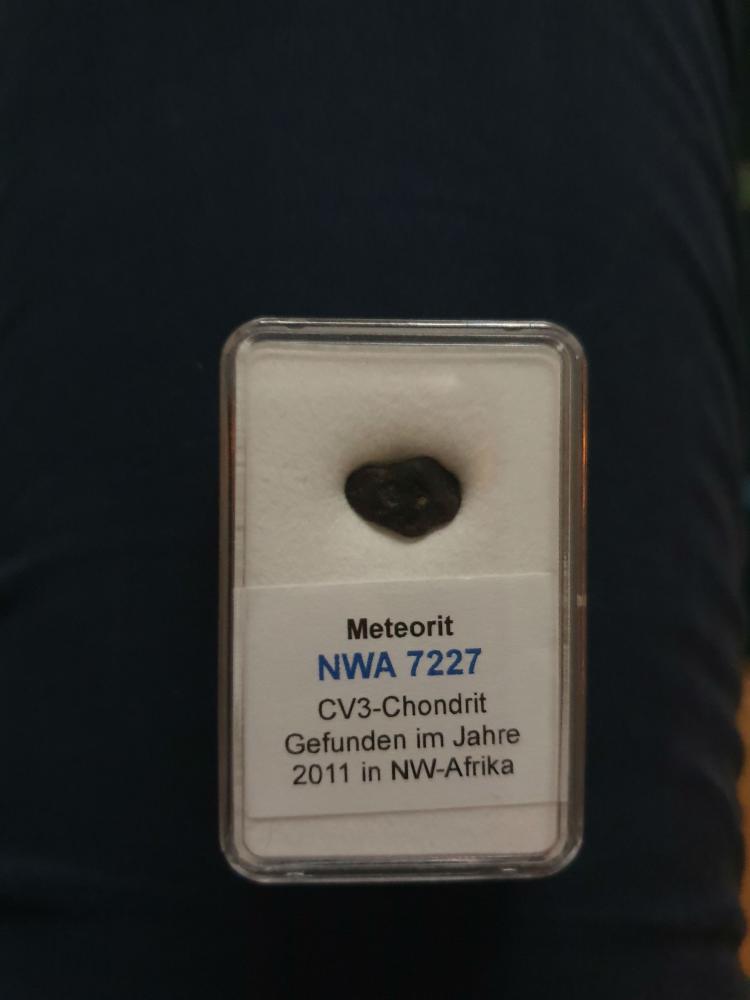 Meteorit
NWA 7227
CV3-Chondrit
Gefunden im Jahre
2011 in NW-Afrika